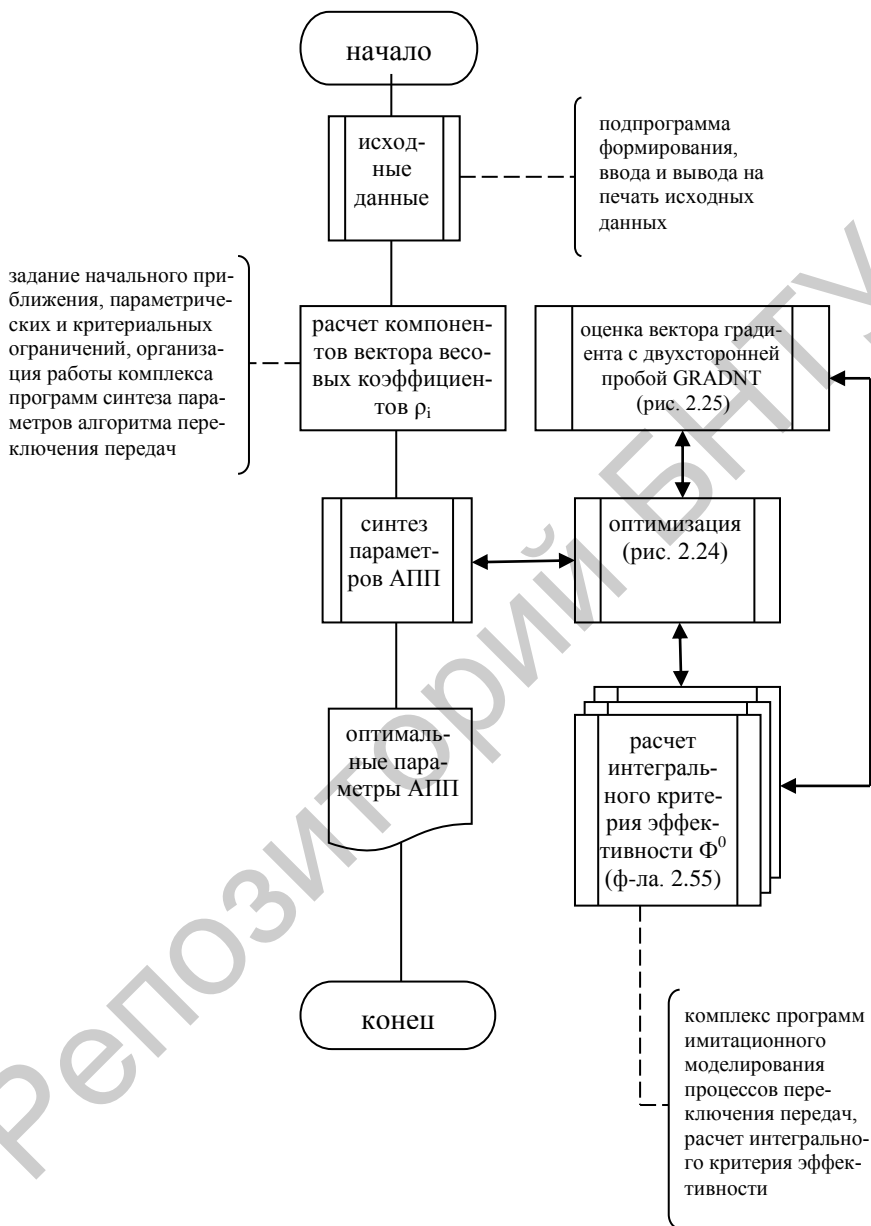 начало
исход-
ные
данные
подпрограмма
формирования,
ввода и вывода на
печать исходных
данных
задание начального при-
ближения, параметриче-
ских и критериальных
ограничений, организа-
ция работы комплекса
программ синтеза пара-
метров алгоритма пере-
ключения передач
расчет компонен-
тов вектора весо-
вых коэффициен-
тов ρi
оценка вектора гради-
ента с двухсторонней
пробой GRADNT
(рис. 2.25)
синтез
парамет-
ров АПП
оптимизация
(рис. 2.24)
оптималь-
ные пара-
метры АПП
расчет
интеграль-
ного крите-
рия эффек-
тивности Φ⁰
(ф-ла. 2.55)
конец
комплекс программ
имитационного
моделирования
процессов пере-
ключения передач,
расчет интегрально-
го критерия эффек-
тивности
Репозиторий БНТУ